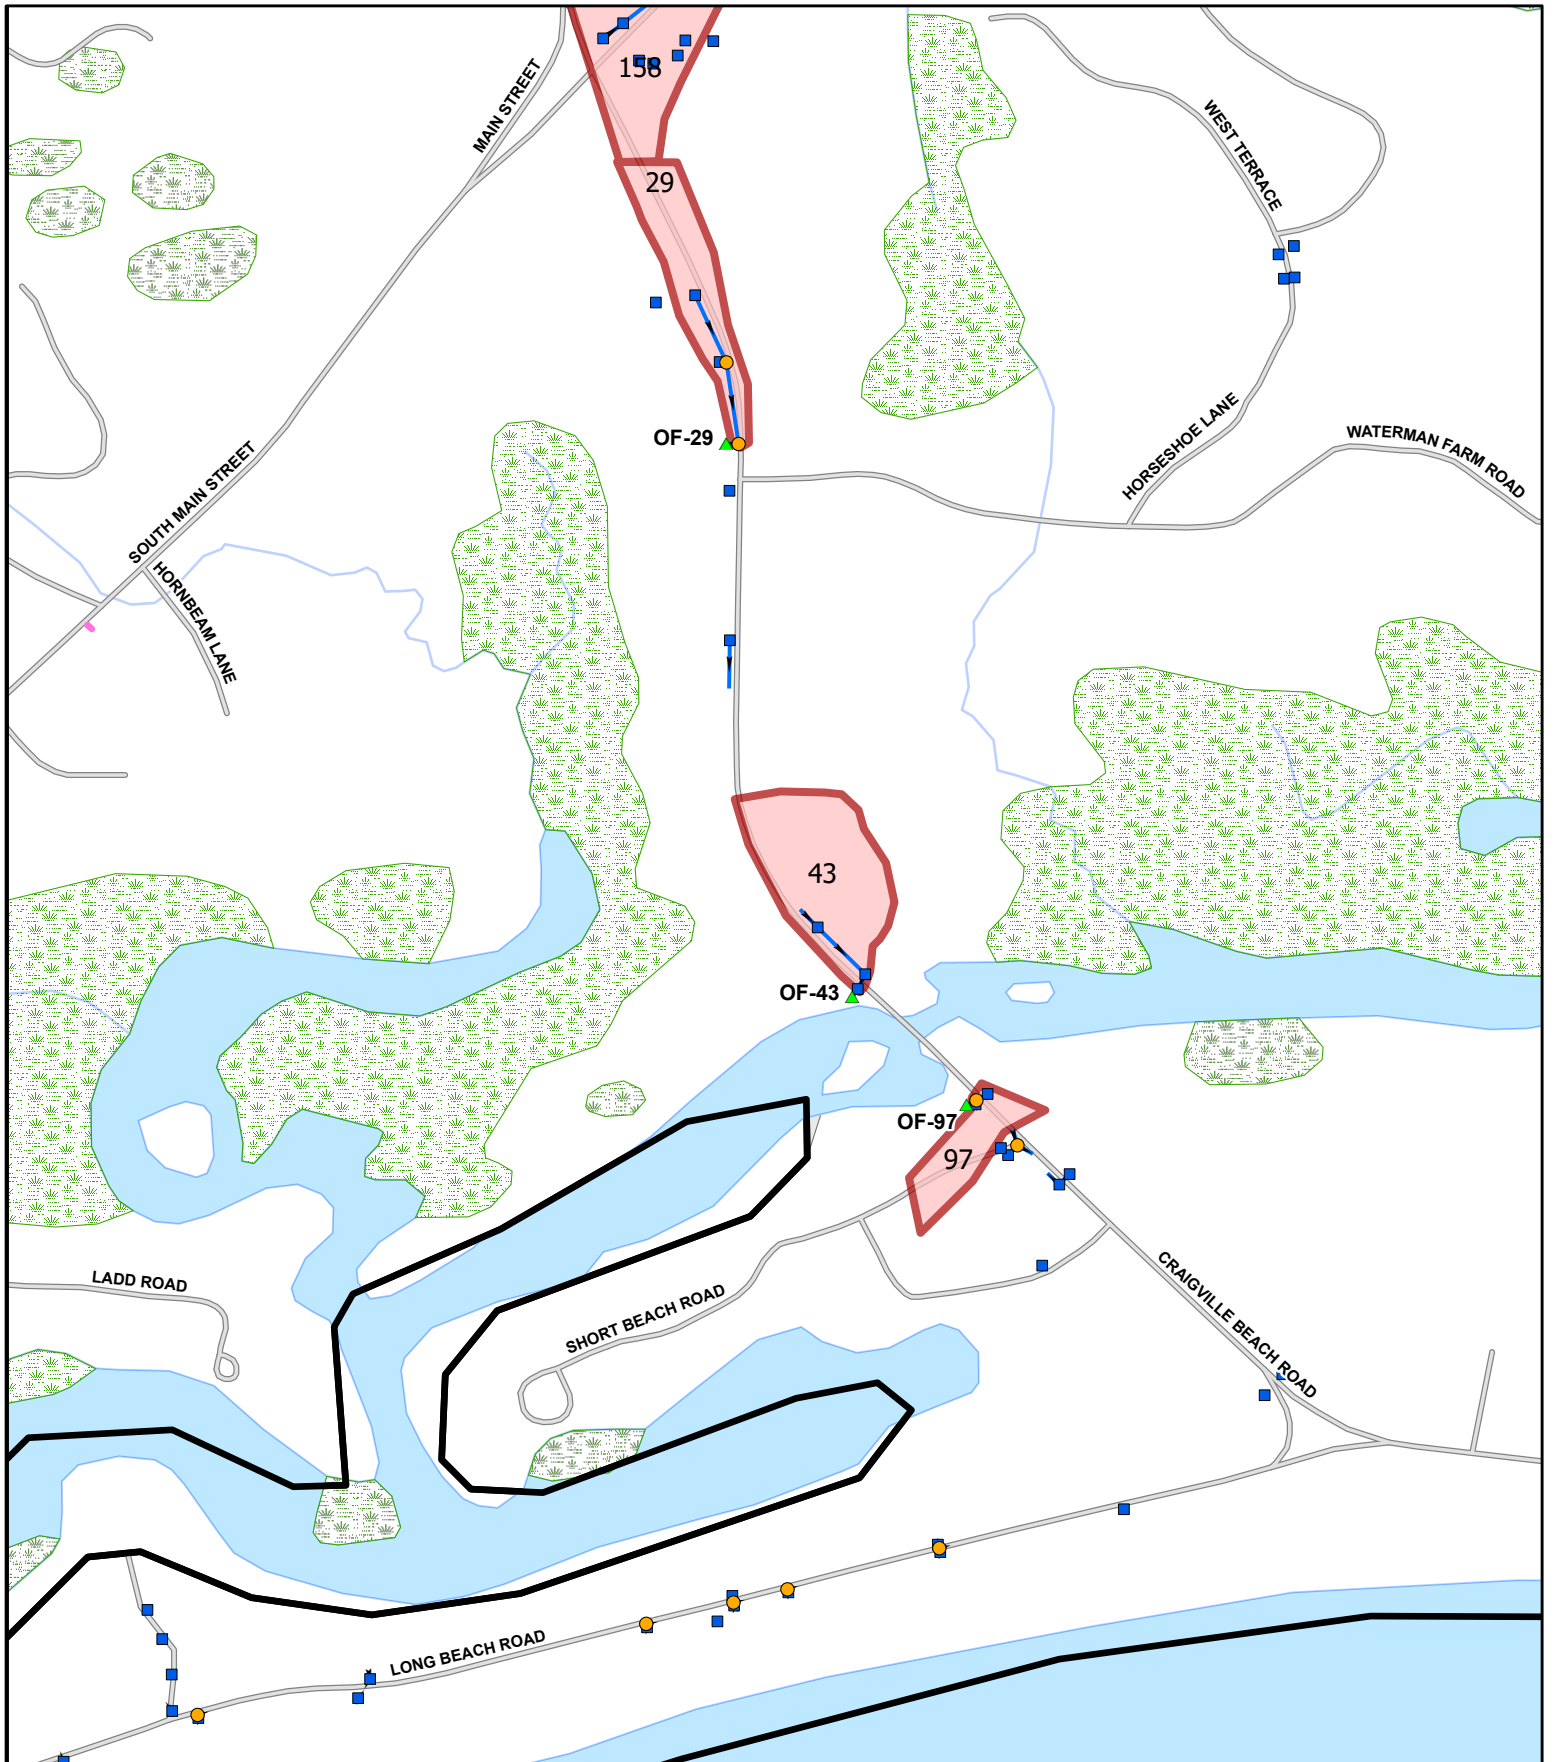 158
MAIN STREET
29
WEST TERRACE
OF-29
HORSESHOE LANE
WATERMAN FARM ROAD
SOUTH MAIN STREET
HORNBEAM LANE
43
OF-43
OF-97
97
LADD ROAD
SHORT BEACH ROAD
CRAIGVILLE BEACH ROAD
LONG BEACH ROAD